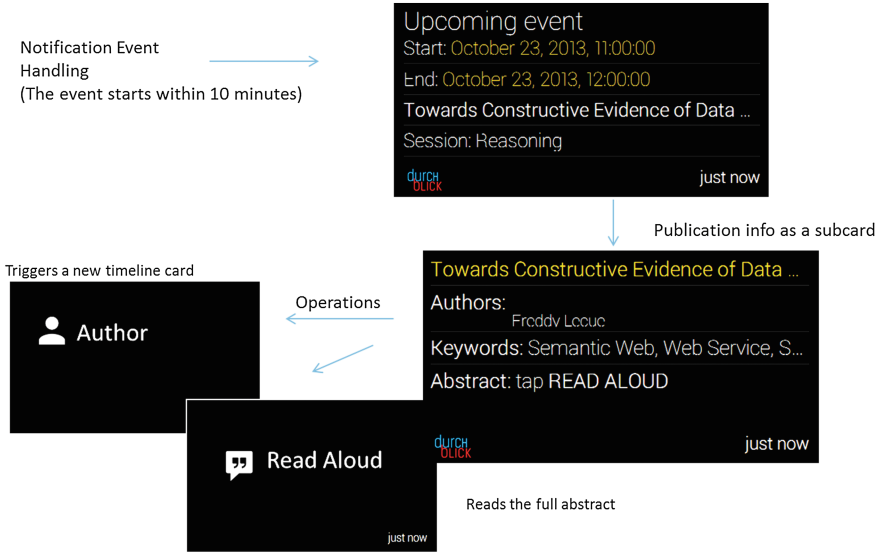 Notification Event
Handling
(The event starts within 10 minutes)
Upcoming event
Start: October 23, 2013, 11:00:00
End: October 23, 2013, 12:00:00
Towards Constructive Evidence of Data ...
Session: Reasoning
durch
blick
just now
Publication info as a subcard
Towards Constructive Evidence of Data ...
Authors:
Freddy Lecue
Keywords: Semantic Web, Web Service, S...
Abstract: tap READ ALOUD
durch
blick
just now
Operations
Triggers a new timeline card
Author
Read Aloud
just now
Reads the full abstract